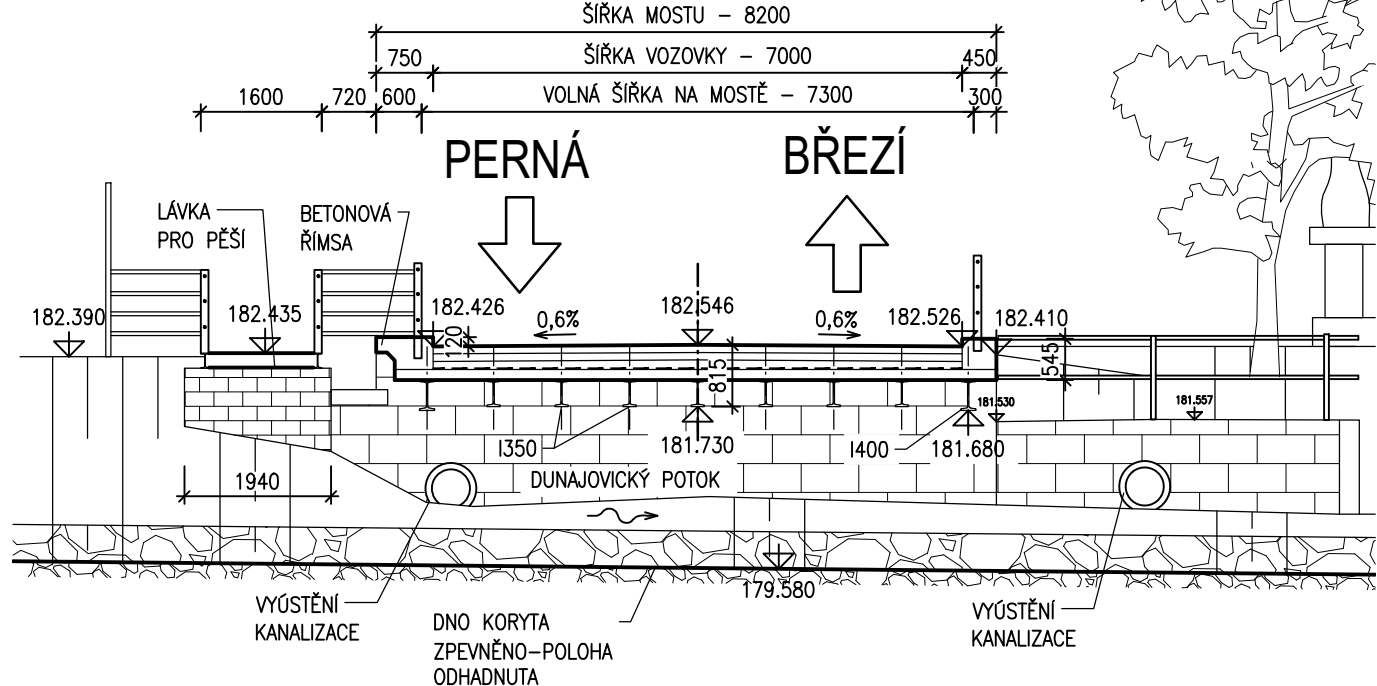 ŠÍŘKA MOSTU – 8200
750
ŠÍŘKA VOZOVKY – 7000
450
1600
720
600
VOLNÁ ŠÍŘKA NA MOSTĚ – 7300
300
PERNÁ
BŘEZÍ
LÁVKA
PRO PĚŠÍ
BETONOVÁ
ŘÍMSA
182.390
182.435
182.426
120
0,6%
182.546
815
0,6%
182.526
182.410
545
181.530
181.557
I350
181.730
I400
181.680
1940
DUNAJOVICKÝ POTOK
179.580
VYÚSTĚNÍ
KANALIZACE
DNO KORYTA
ZPEVNĚNO–POLOHA
ODHADNUTA
VYÚSTĚNÍ
KANALIZACE